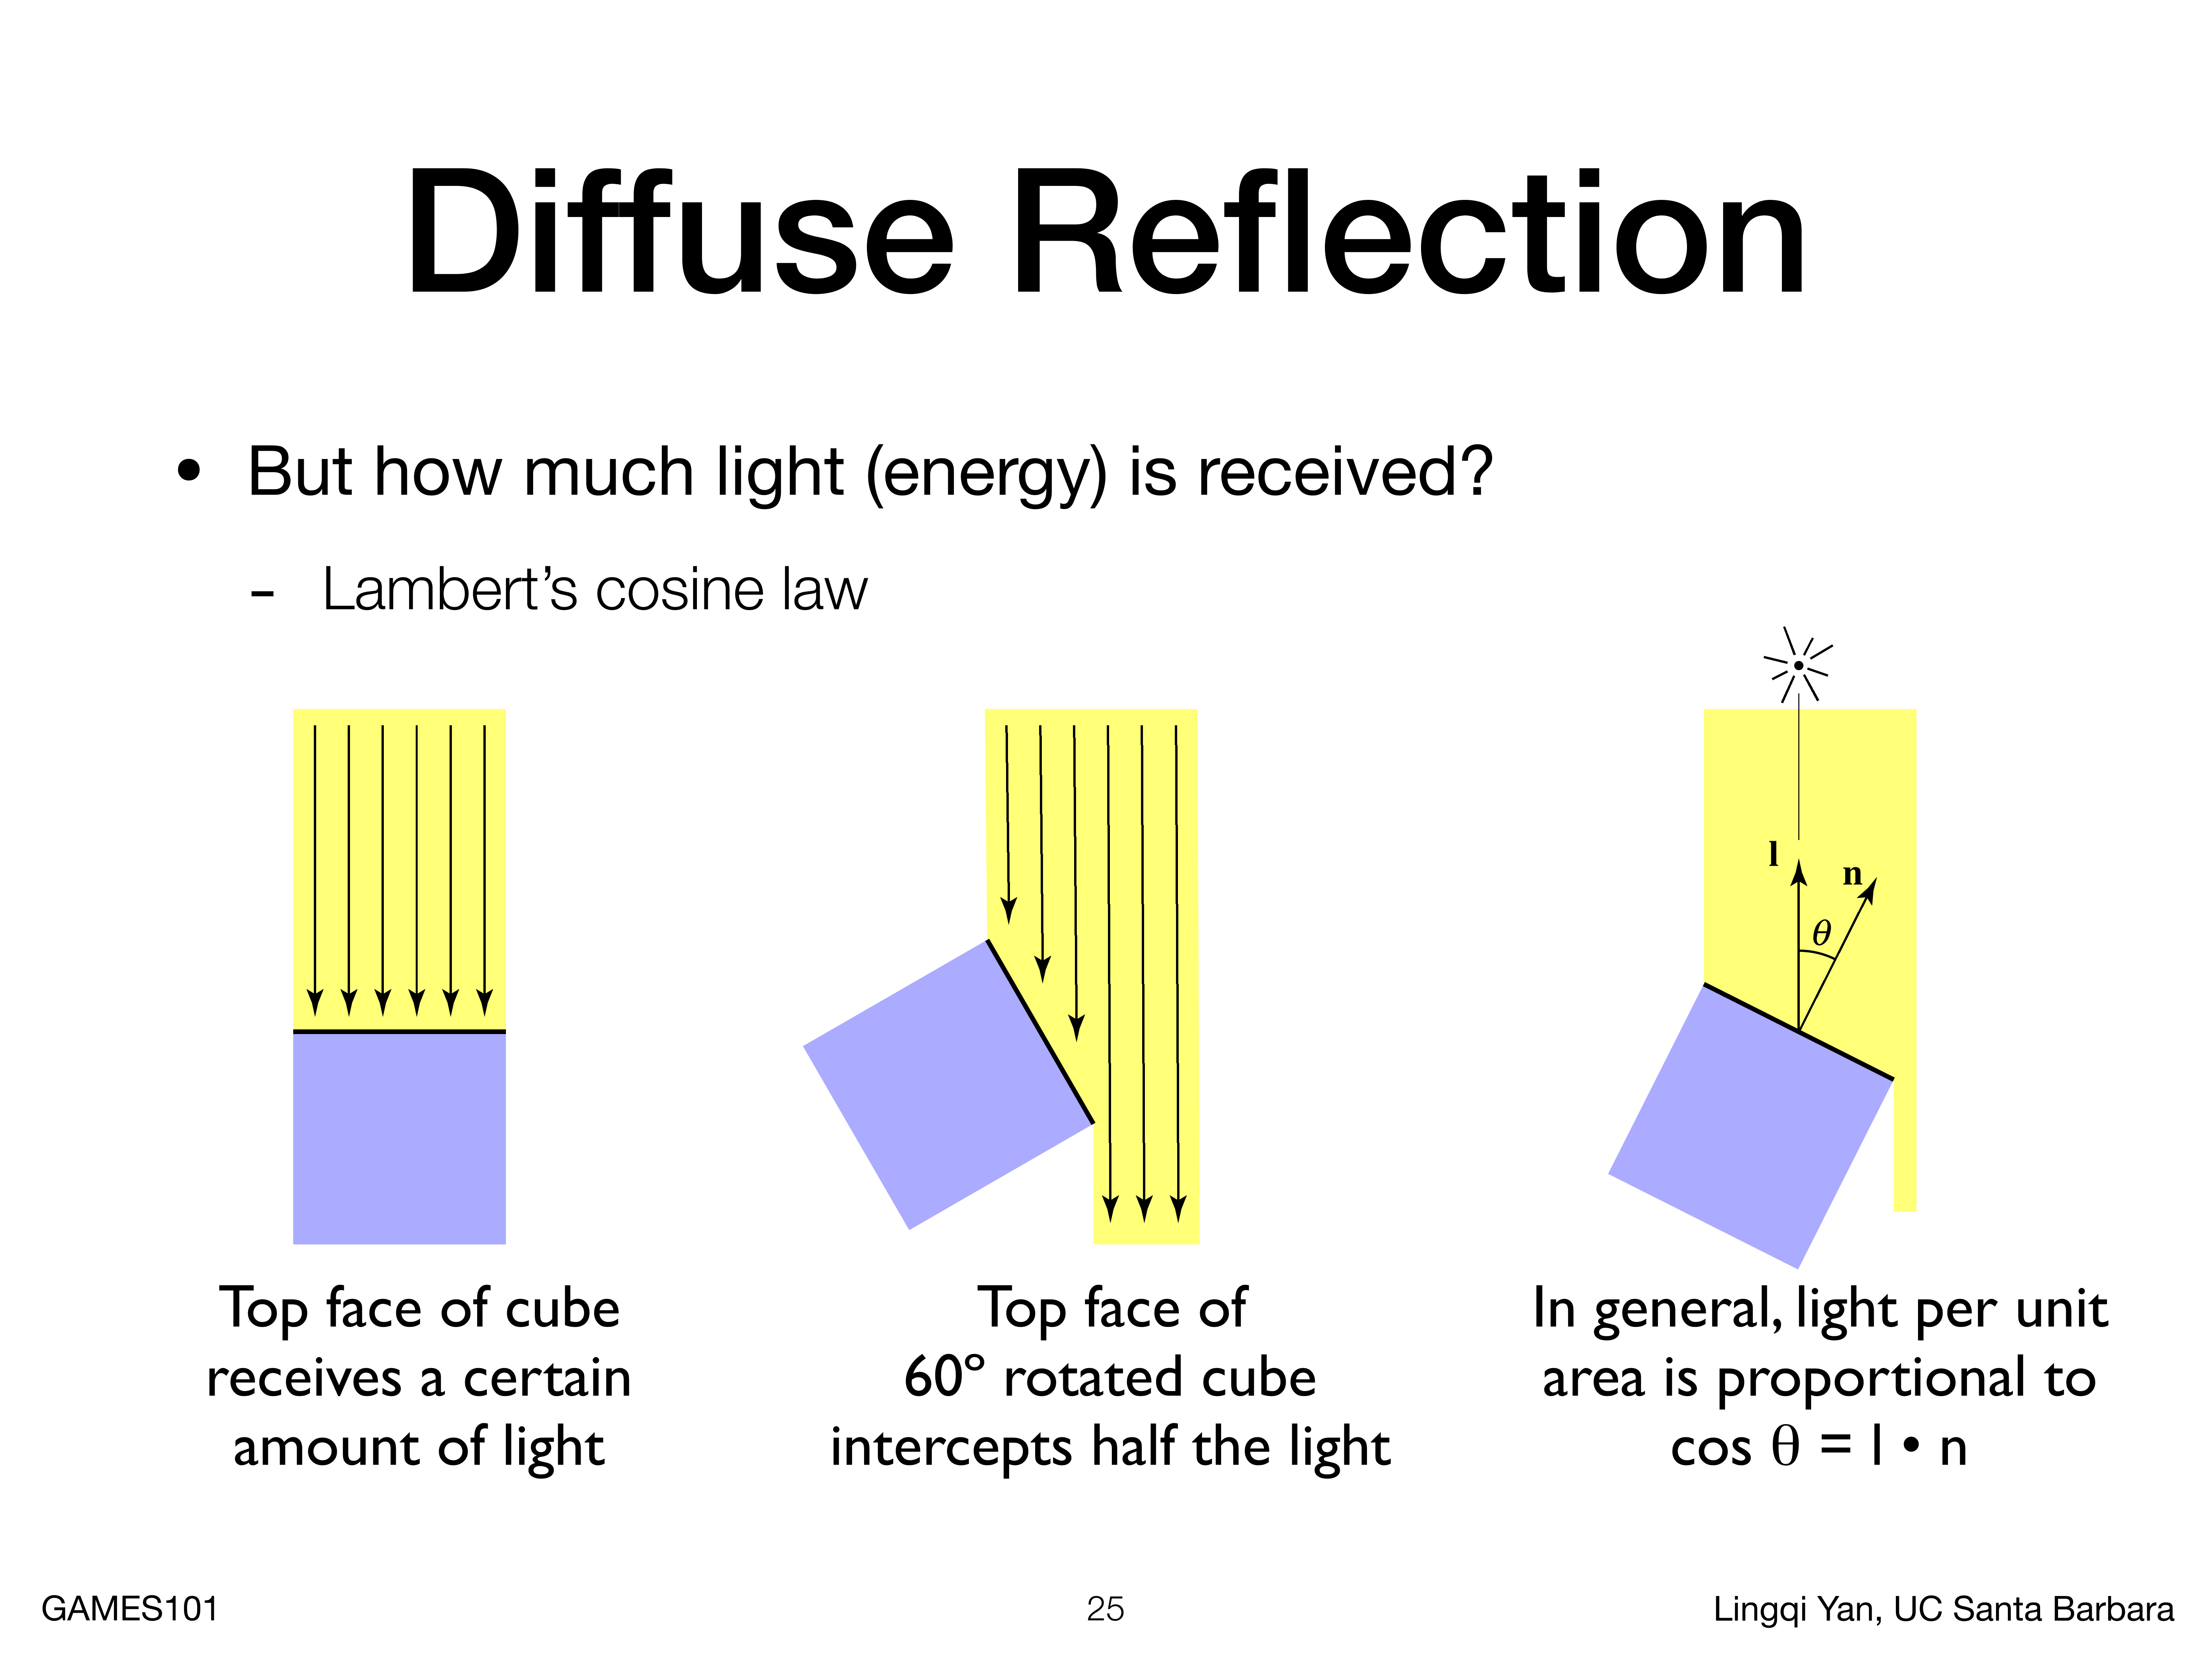 Diffuse Reflection
• But how much light (energy) is received?
- Lambert’s cosine law
l
n
θ
Top face of cube
receives a certain
amount of light
Top face of
60º rotated cube
intercepts half the light
In general, light per unit
area is proportional to
cos θ = l • n
GAMES101
25
Lingqi Yan, UC Santa Barbara